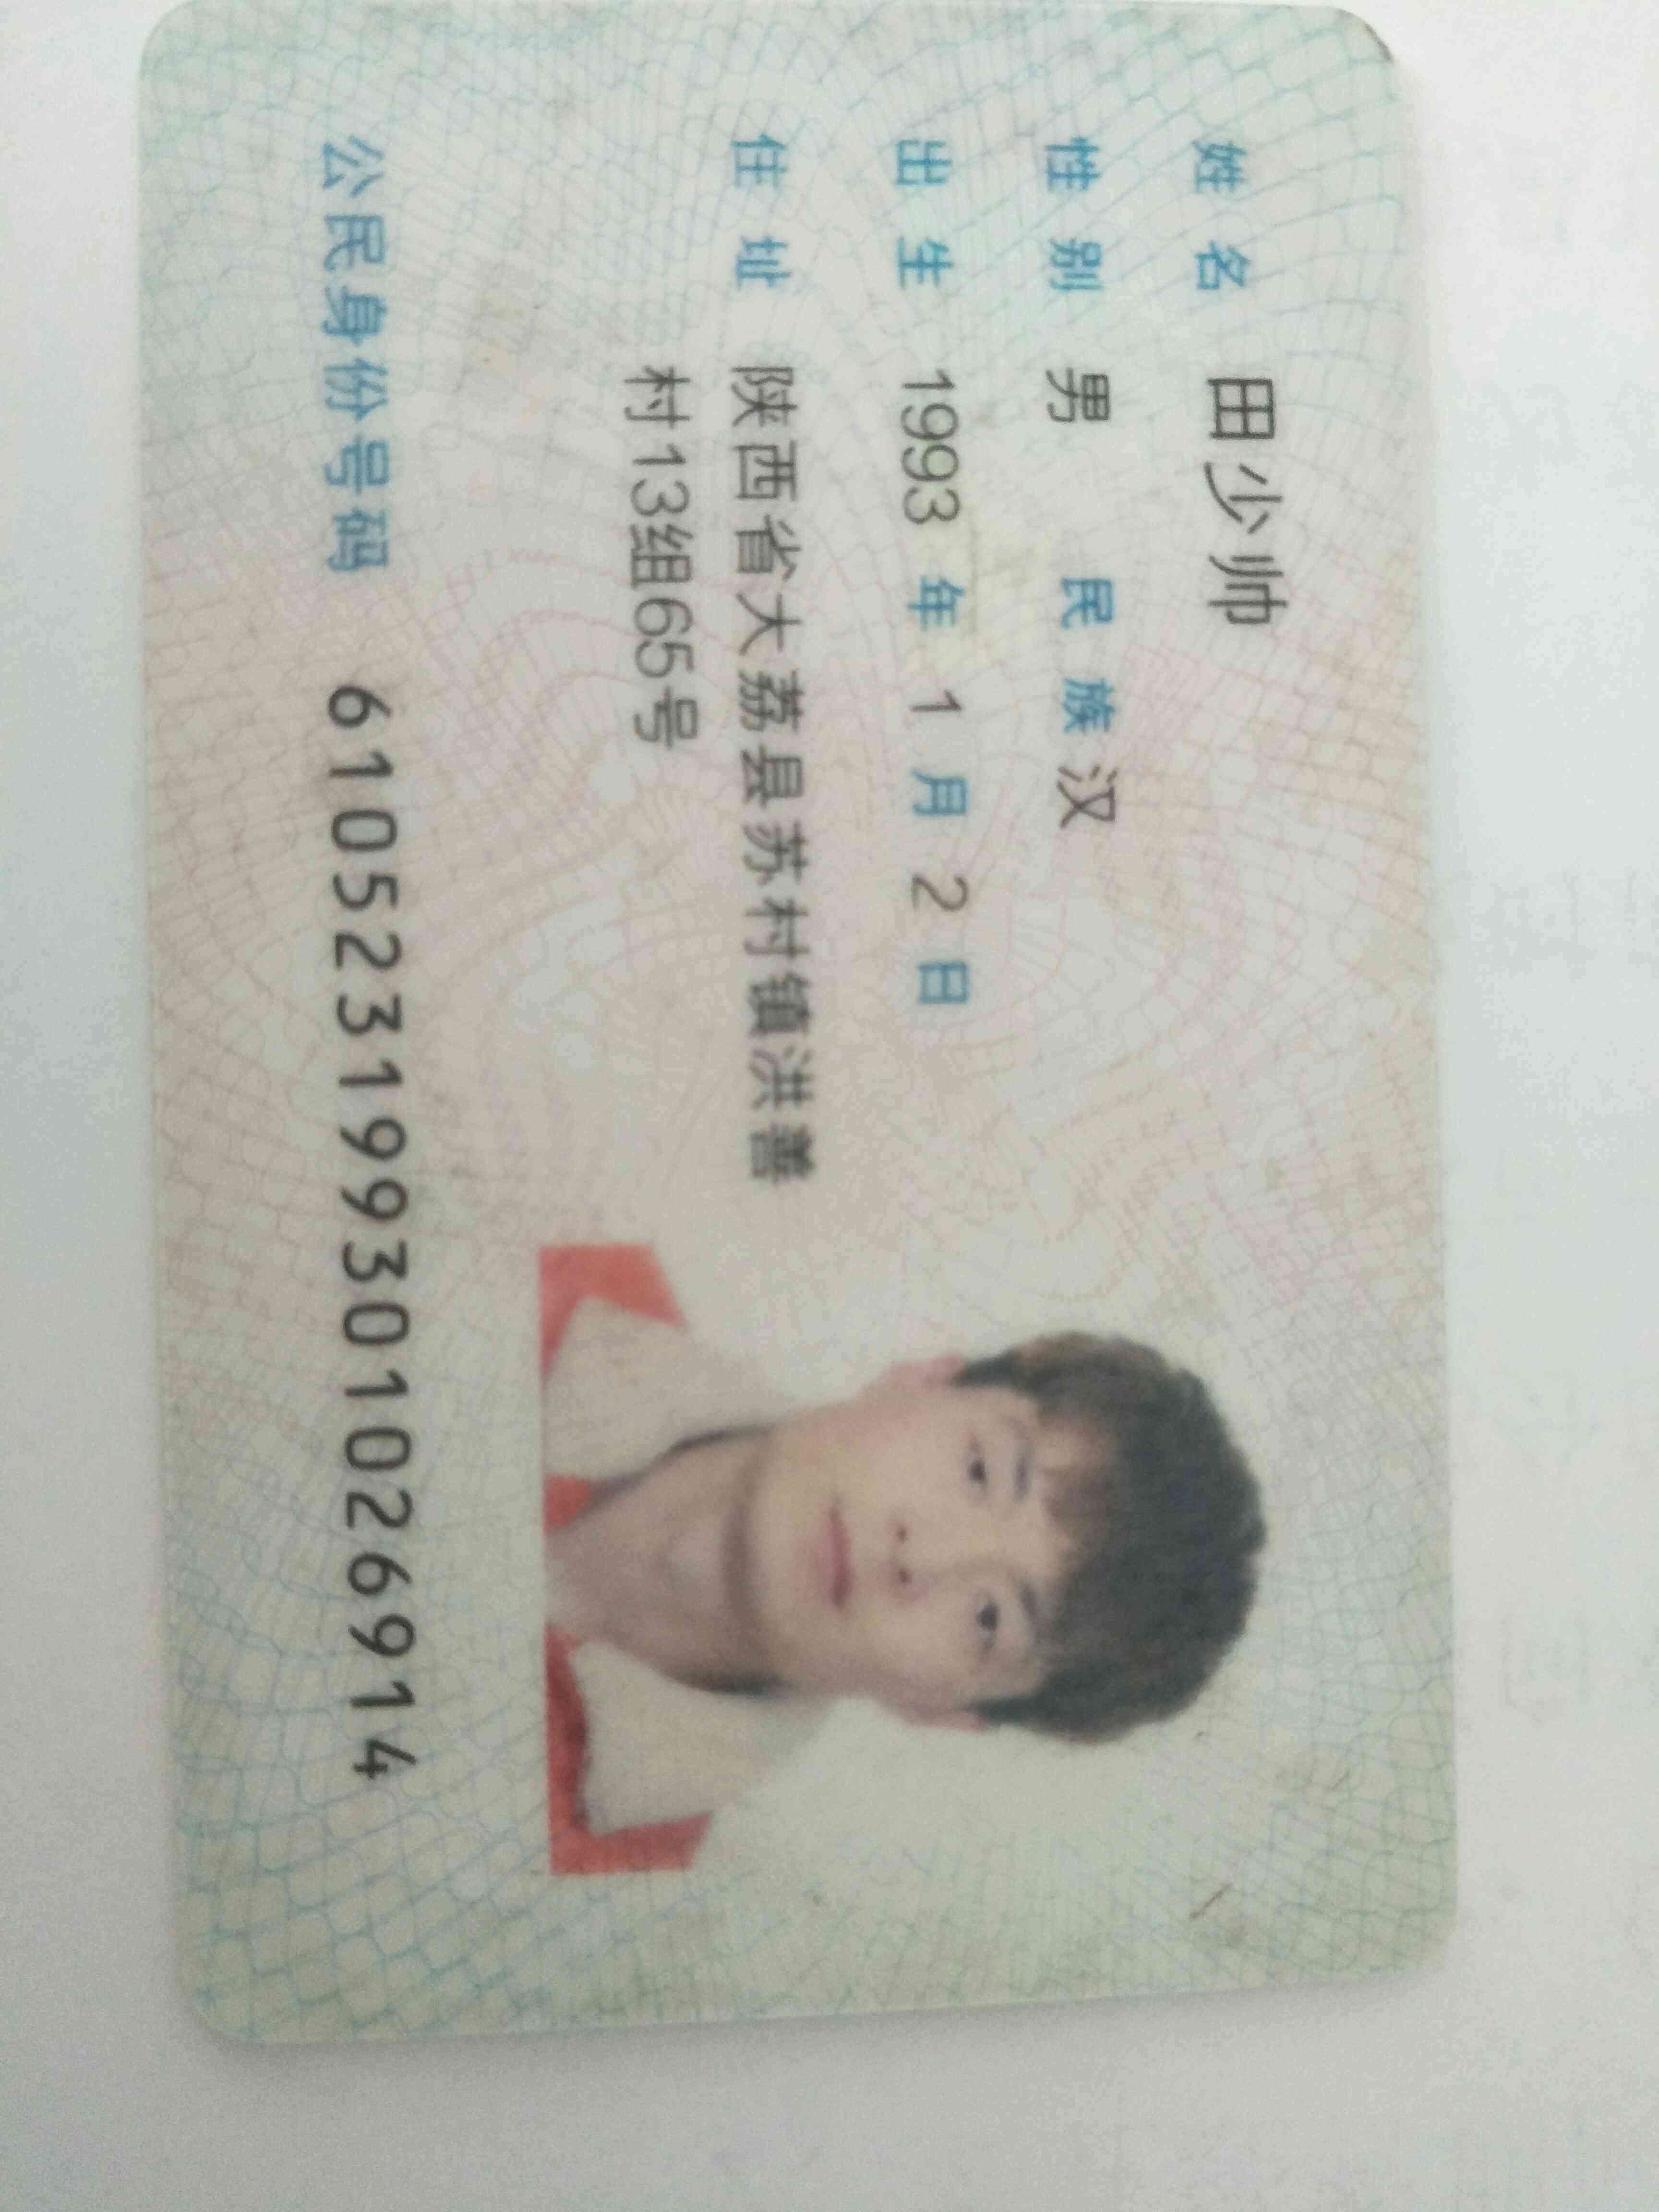 姓名 田少帅
性别 男 民族 汉
出生 1993 年 1 月 2 日
住址 陕西省大荔县苏村镇洪善
村13组65号
公民身份号码 610523199301026914